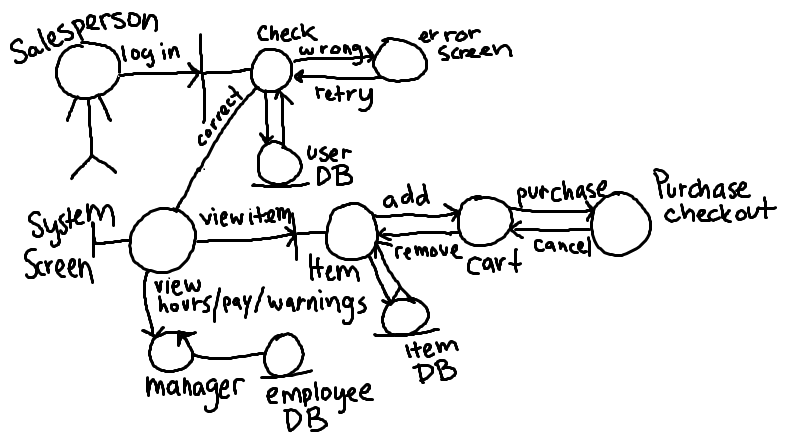 Salesperson
log in
Check
wrong
error
screen
retry
correct
user
DB
System
Screen
view item
Item
add
remove
cart
purchase
cancel
Purchase
checkout
view
hours/pay/warnings
Item
DB
manager
employee
DB